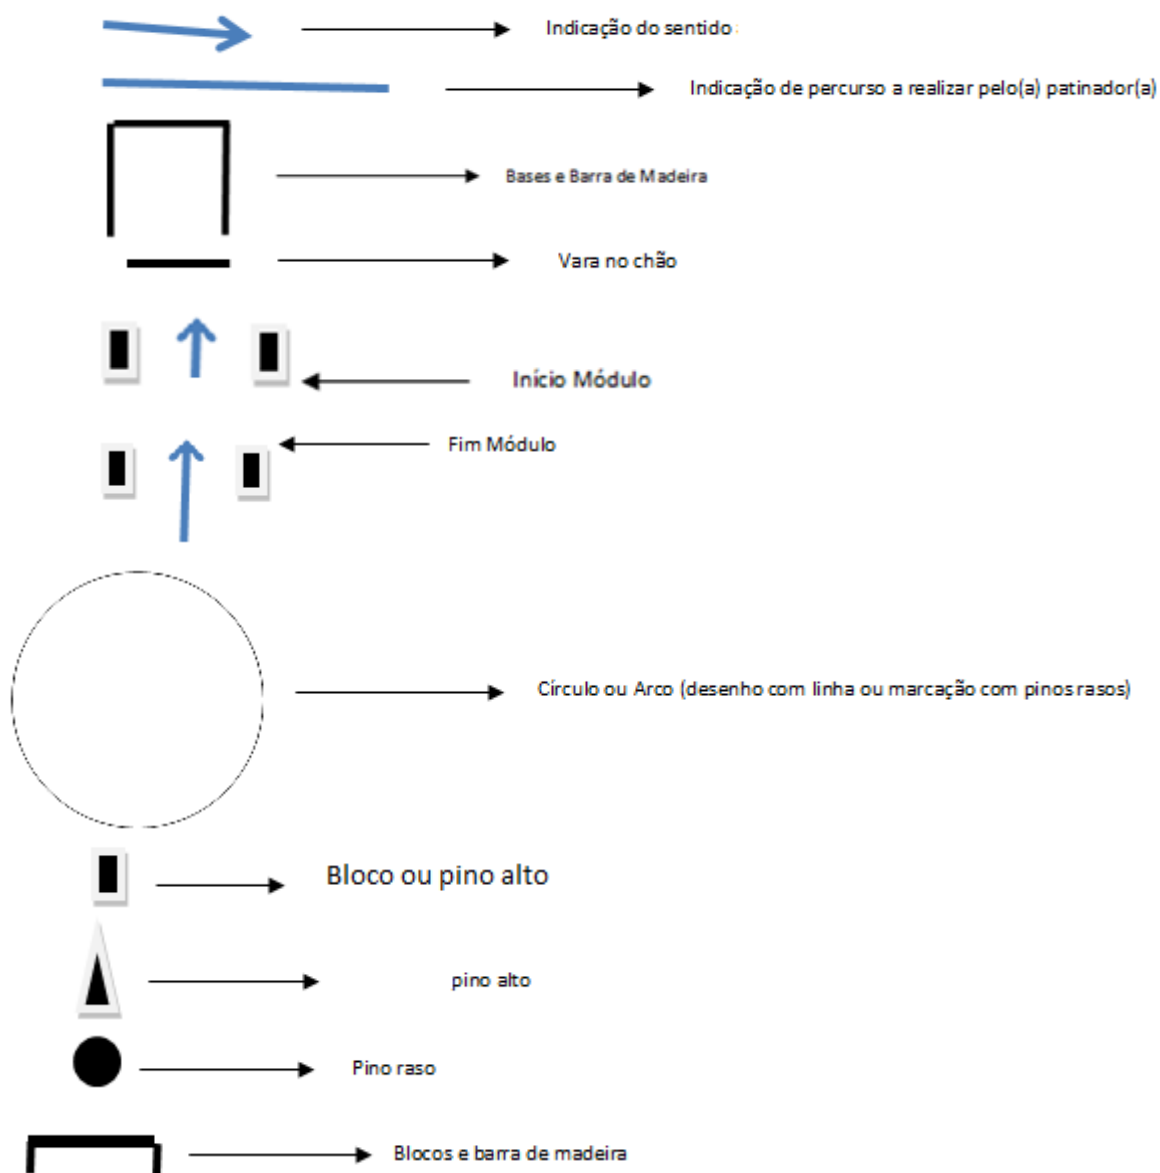 Indicação do sentido
Indicação de percurso a realizar pelo(a) patinador(a)
Bases e Barra de Madeira
Vara no chão
Início Módulo
Fim Módulo
Círculo ou Arco (desenho com linha ou marcação com pinos rasos)
Bloco ou pino alto
pino alto
Pino raso
Blocos e barra de madeira